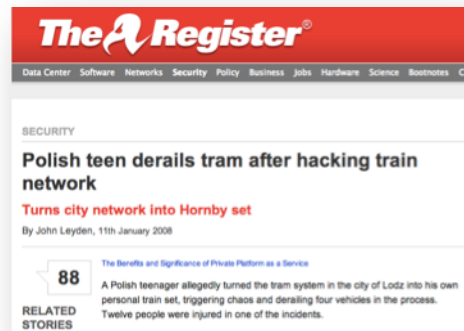 The Register®
Data Center Software Networks Security Policy Business Jobs Hardware Science Bootnotes
SECURITY
Polish teen derails tram after hacking train
network
Turns city network into Hornby set
By John Leyden, 11th January 2008
The Benefits and Significance of Private Platform as a Service
88
A Polish teenager allegedly turned the tram system in the city of Lodz into his own
personal train set, triggering chaos and derailing four vehicles in the process.
Twelve people were injured in one of the incidents.
RELATED
STORIES